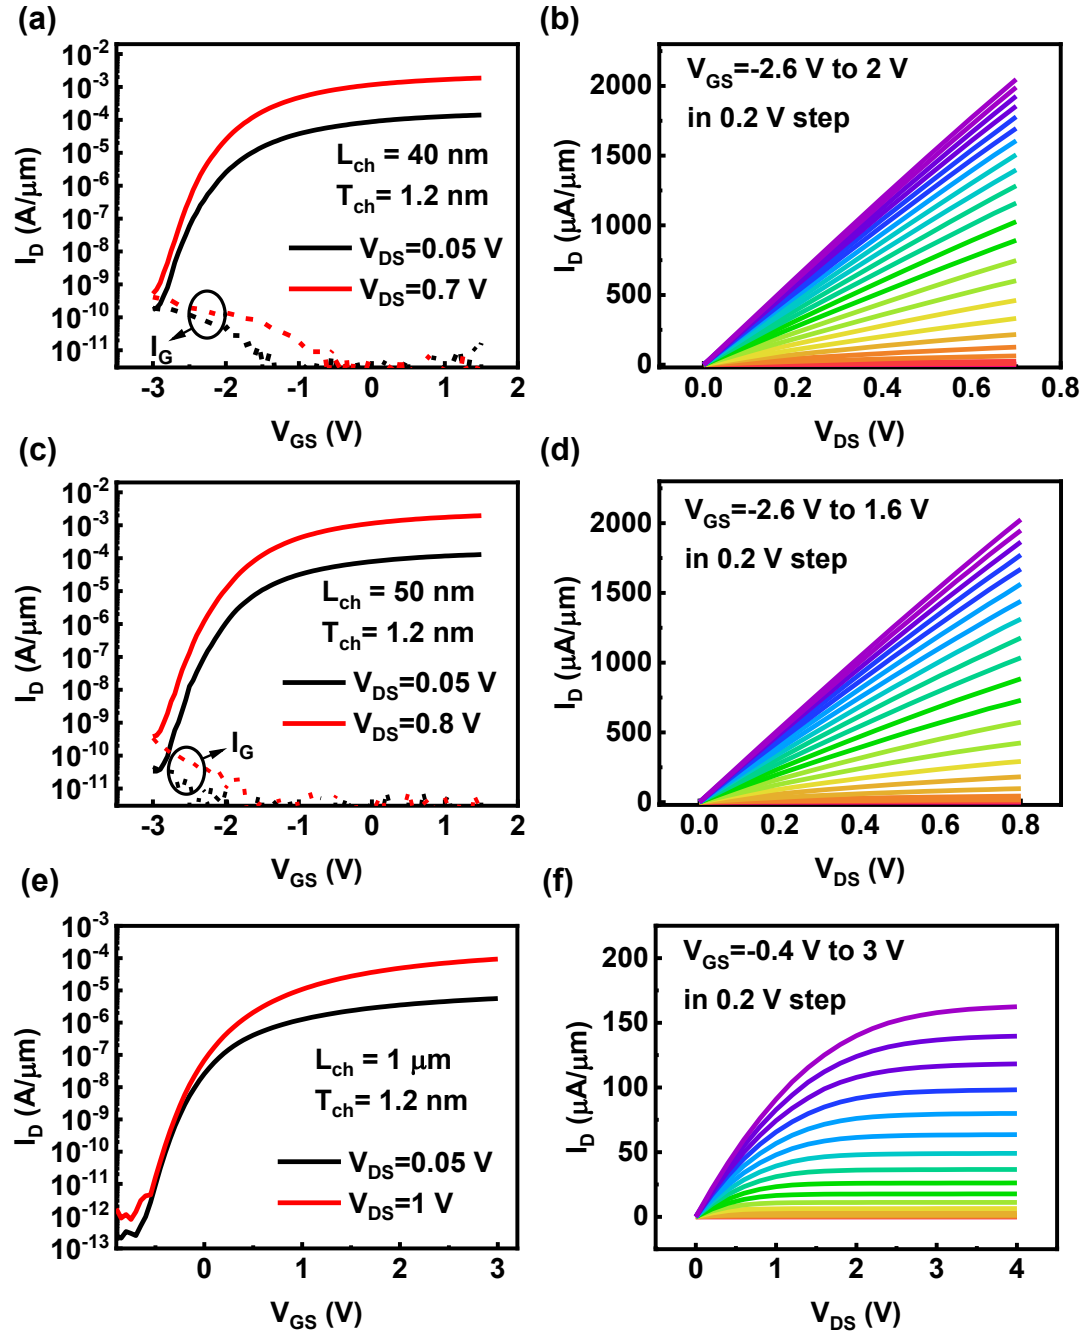 (a)
10⁻²
10⁻³
10⁻⁴
10⁻⁵
10⁻⁶
10⁻⁷
10⁻⁸
10⁻⁹
10⁻¹⁰
10⁻¹¹
I_D (A/μm)
L_ch = 40 nm
T_ch= 1.2 nm
V_DS=0.05 V
V_DS=0.7 V
I_G
-3 -2 -1 0 1 2
V_GS (V)
(b)
V_GS=-2.6 V to 2 V
in 0.2 V step
2000
1500
1000
500
0
I_D (μA/μm)
0.0 0.2 0.4 0.6 0.8
V_DS (V)
(c)
10⁻²
10⁻³
10⁻⁴
10⁻⁵
10⁻⁶
10⁻⁷
10⁻⁸
10⁻⁹
10⁻¹⁰
10⁻¹¹
I_D (A/μm)
L_ch = 50 nm
T_ch= 1.2 nm
V_DS=0.05 V
V_DS=0.8 V
I_G
-3 -2 -1 0 1 2
V_GS (V)
(d)
V_GS=-2.6 V to 1.6 V
in 0.2 V step
2000
1500
1000
500
0
I_D (μA/μm)
0.0 0.2 0.4 0.6 0.8
V_DS (V)
(e)
10⁻³
10⁻⁴
10⁻⁵
10⁻⁶
10⁻⁷
10⁻⁸
10⁻⁹
10⁻¹⁰
10⁻¹¹
10⁻¹²
10⁻¹³
I_D (A/μm)
L_ch = 1 μm
T_ch= 1.2 nm
V_DS=0.05 V
V_DS=1 V
0 1 2 3
V_GS (V)
(f)
V_GS=-0.4 V to 3 V
in 0.2 V step
200
150
100
50
0
I_D (μA/μm)
0 1 2 3 4
V_DS (V)